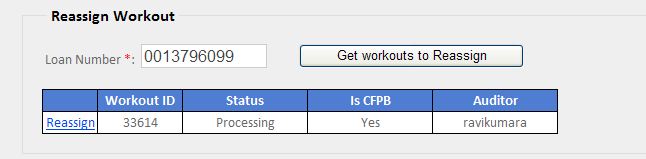 Reassign Workout
Loan Number *: 0013796099 Get workouts to Reassign
Workout ID Status Is CFPB Auditor
Reassign 33614 Processing Yes ravikumara